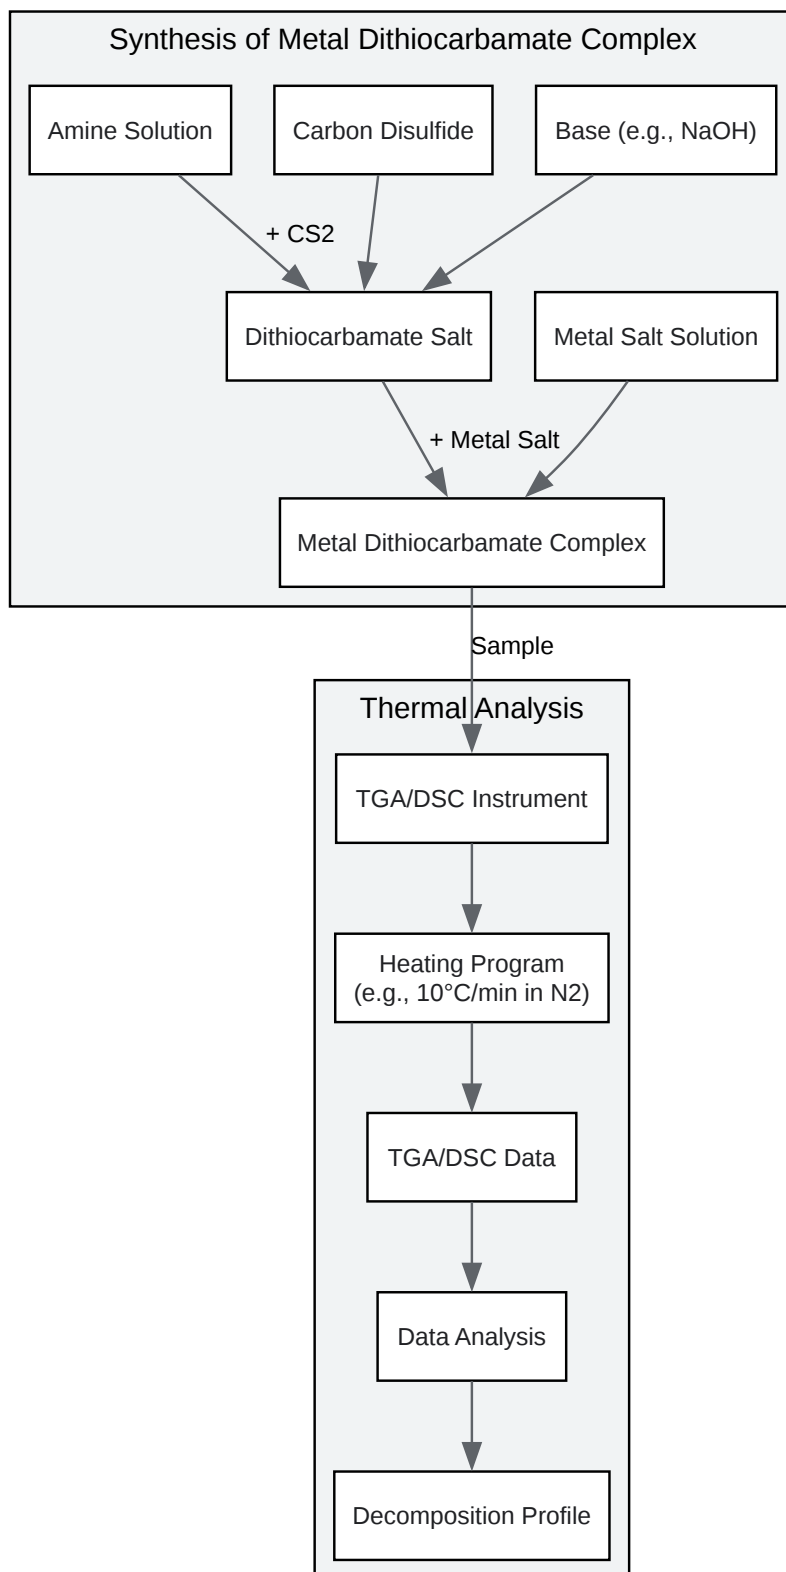 Synthesis of Metal Dithiocarbamate Complex
Amine Solution
Carbon Disulfide
Base (e.g., NaOH)
+ CS2
Dithiocarbamate Salt
Metal Salt Solution
+ Metal Salt
Metal Dithiocarbamate Complex
Sample
Thermal Analysis
TGA/DSC Instrument
Heating Program
(e.g., 10°C/min in N2)
TGA/DSC Data
Data Analysis
Decomposition Profile